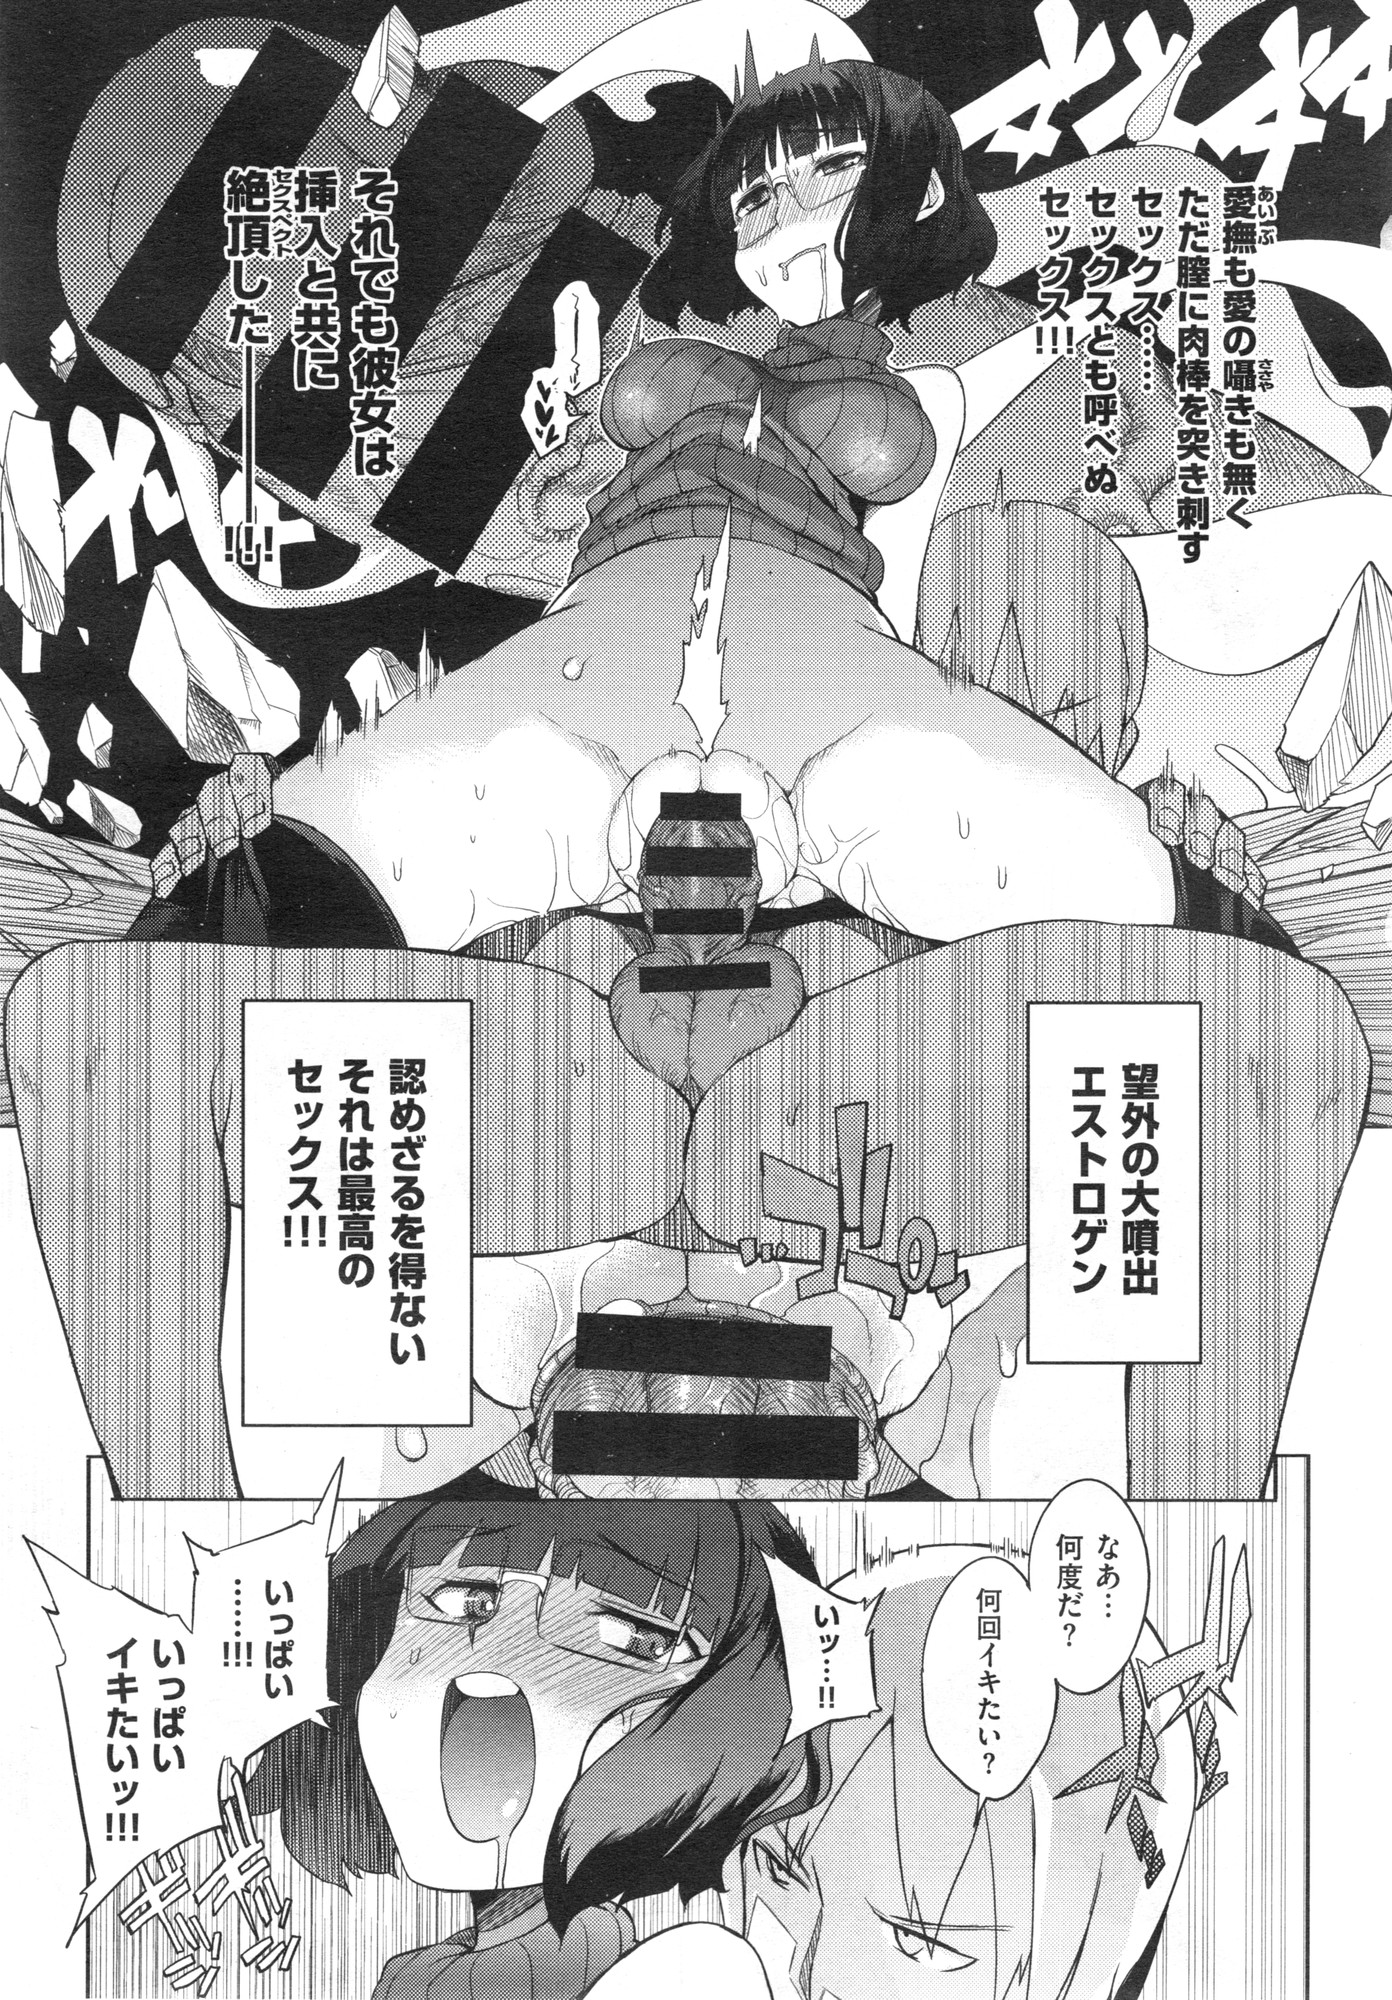 愛撫も愛の囁きも無く
ただ膣に肉棒を突き刺す
セックス……
セックスとも呼べぬ
セックス!!!
それでも彼女は
挿入と共に
絶頂した――
!!!
望外の大噴出
エストロゲン
認めざるを得ない
それは最高の
セックス!!!
なあ…
何度だ?
何回イキたい?
いッ…!!
いっぱい
……!!!
いっぱい
イキたいッ!!!